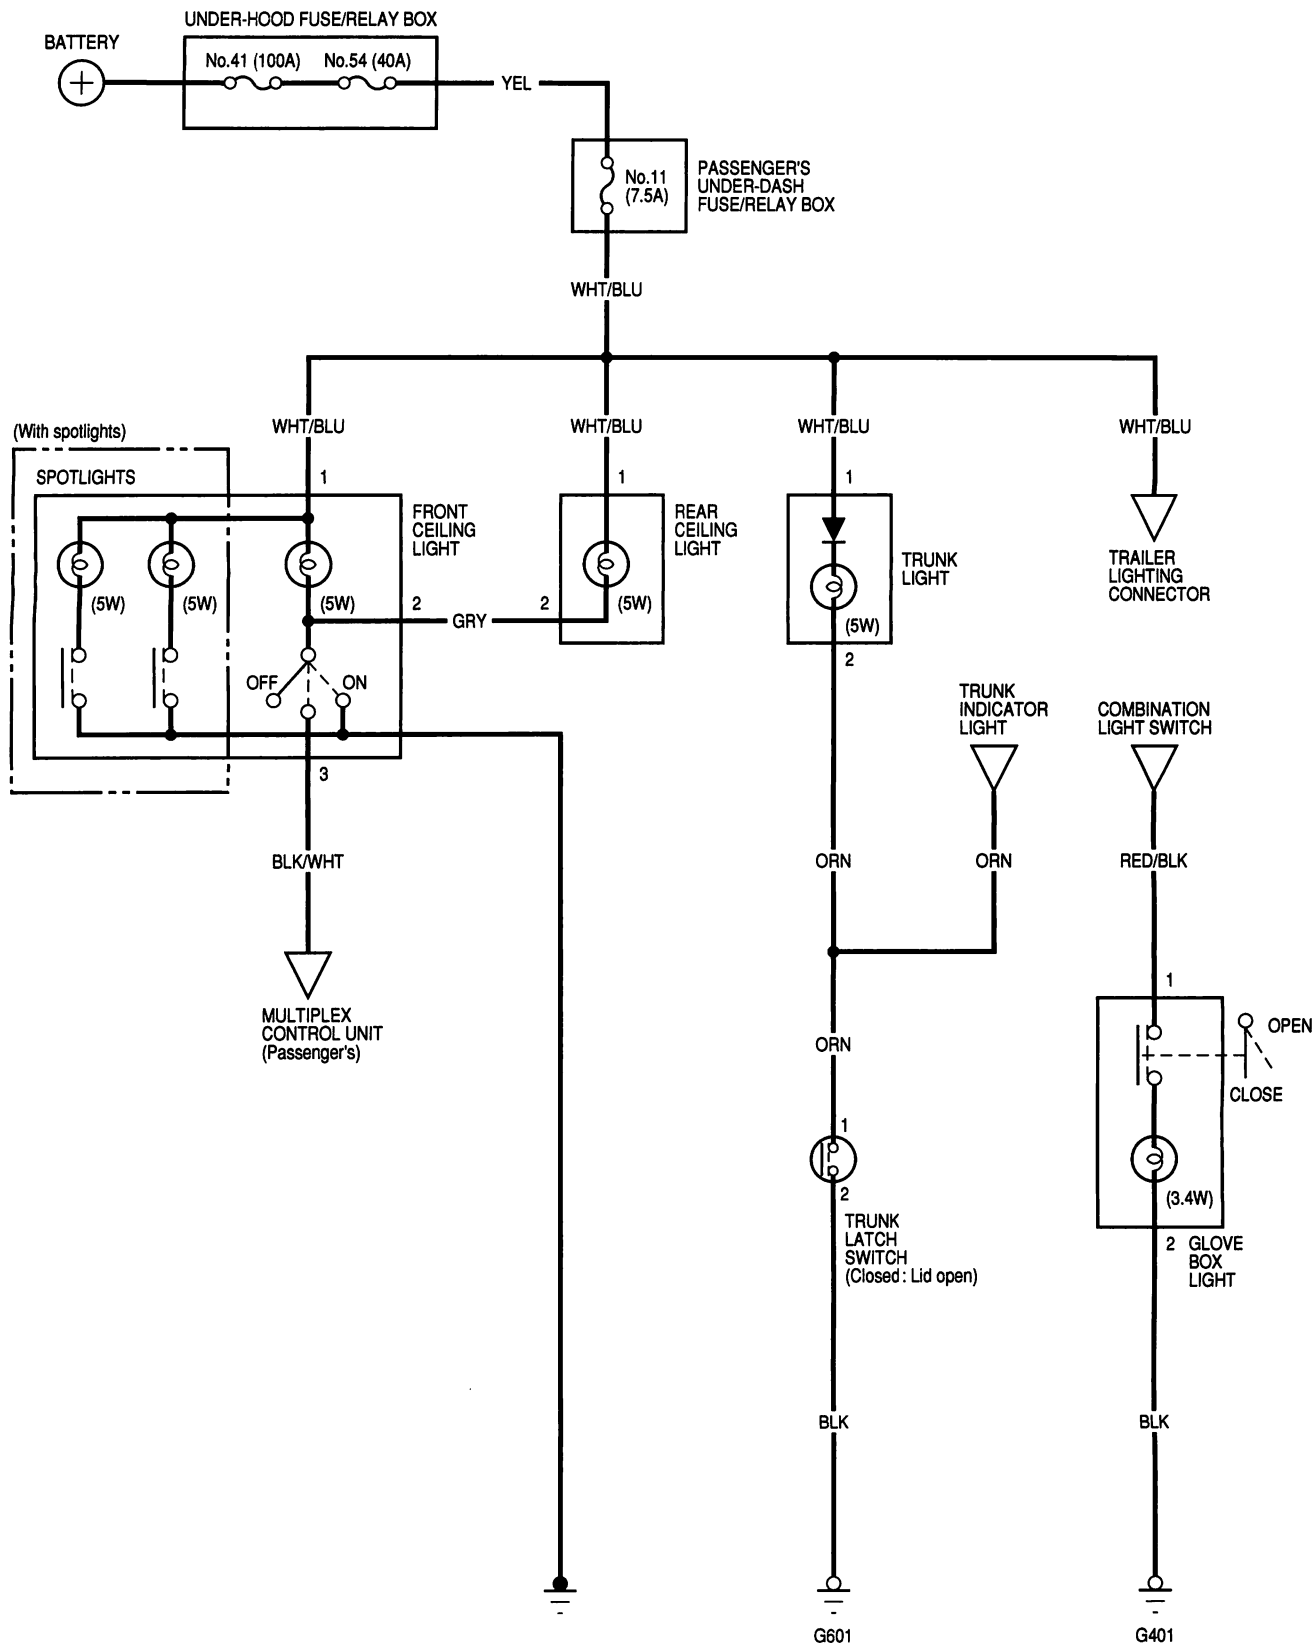 UNDER-HOOD FUSE/RELAY BOX
BATTERY
No.41 (100A) No.54 (40A)
+
YEL
No.11
(7.5A)
PASSENGER'S
UNDER-DASH
FUSE/RELAY BOX
WHT/BLU
(With spotlights)
WHT/BLU
WHT/BLU
WHT/BLU
WHT/BLU
SPOTLIGHTS
1
1
1
FRONT
CEILING
LIGHT
REAR
CEILING
LIGHT
TRUNK
LIGHT
TRAILER
LIGHTING
CONNECTOR
(5W)
(5W)
(5W)
2
GRY
2
(5W)
(5W)
2
OFF
ON
3
TRUNK
INDICATOR
LIGHT
COMBINATION
LIGHT SWITCH
BLK/WHT
ORN
ORN
RED/BLK
MULTIPLEX
CONTROL UNIT
(Passenger's)
1
ORN
OPEN
CLOSE
1
2
(3.4W)
TRUNK
LATCH
SWITCH
(Closed : Lid open)
2 GLOVE
BOX
LIGHT
BLK
BLK
G601
G401